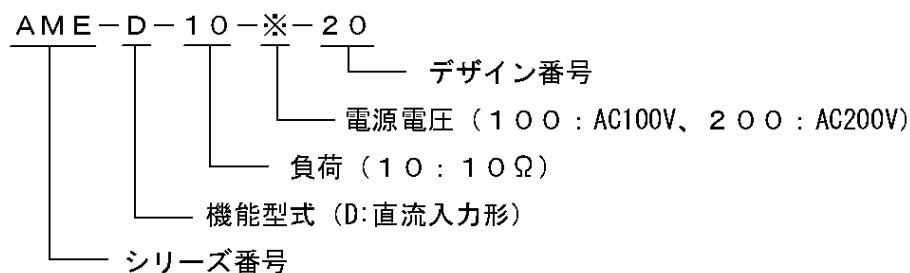 AME-D-10-※-20
デザイン番号
電源電圧(100:AC100V、200:AC200V)
負荷(10:10Ω)
機能型式(D:直流入力形)
シリーズ番号